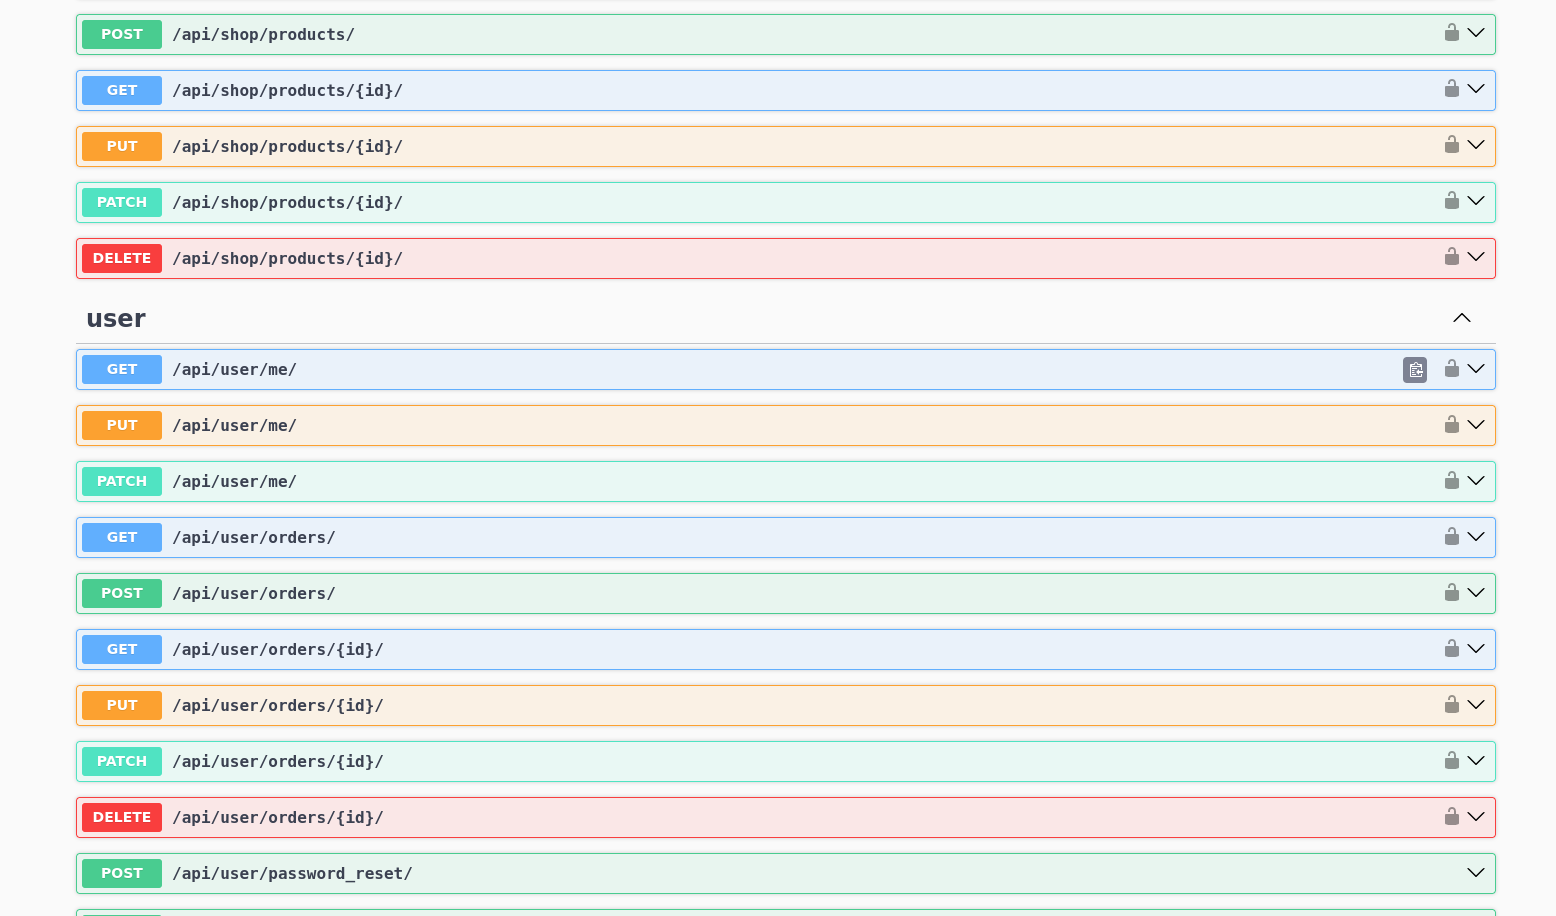 POST /api/shop/products/
GET /api/shop/products/{id}/
PUT /api/shop/products/{id}/
PATCH /api/shop/products/{id}/
DELETE /api/shop/products/{id}/
user
GET /api/user/me/
PUT /api/user/me/
PATCH /api/user/me/
GET /api/user/orders/
POST /api/user/orders/
GET /api/user/orders/{id}/
PUT /api/user/orders/{id}/
PATCH /api/user/orders/{id}/
DELETE /api/user/orders/{id}/
POST /api/user/password_reset/